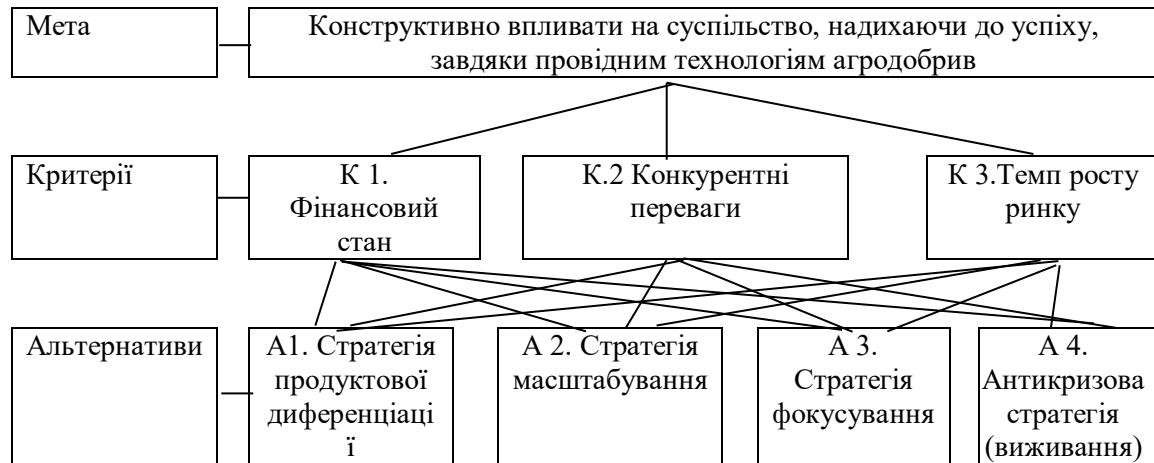 Мета
Конструктивно впливати на суспільство, надихаючи до успіху,
завдяки провідним технологіям агродобрив
Критерії
К 1.
Фінансовий
стан
К.2 Конкурентні
переваги
К 3.Темп росту
ринку
Альтернативи
А1. Стратегія
продуктової
диференціаці
ї
А 2. Стратегія
масштабування
А 3.
Стратегія
фокусування
А 4.
Антикризова
стратегія
(виживання)